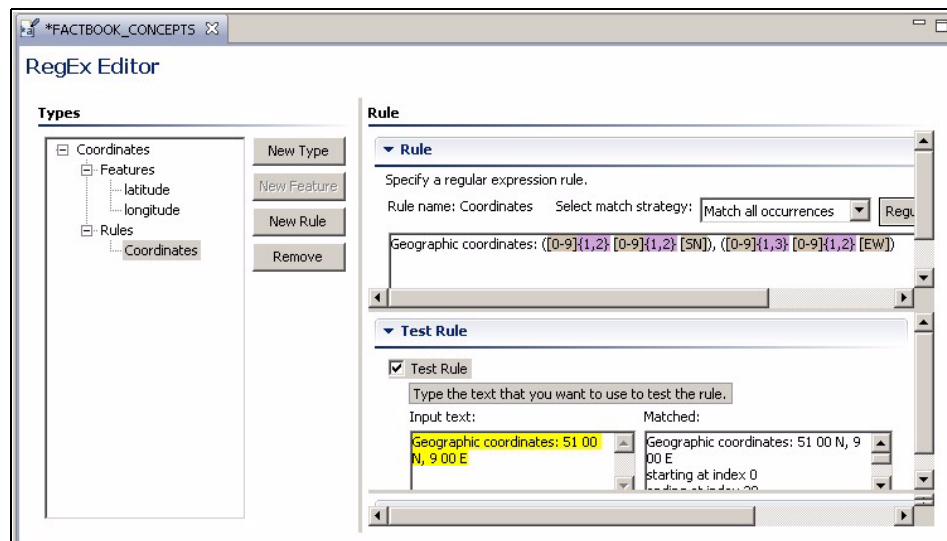 *FACTBOOK_CONCEPTS
RegEx Editor
Types
Coordinates
Features
latitude
longitude
Rules
Coordinates
New Type
New Feature
New Rule
Remove
Rule
Rule
Specify a regular expression rule.
Rule name: Coordinates Select match strategy: Match all occurrences Regu
Geographic coordinates: ([0-9]{1,2} [0-9]{1,2} [SN]), ([0-9]{1,3} [0-9]{1,2} [EW])
Test Rule
Test Rule
Type the text that you want to use to test the rule.
Input text:
Geographic coordinates: 51 00
N, 9 00 E
Matched:
Geographic coordinates: 51 00 N, 9
00 E
starting at index 0